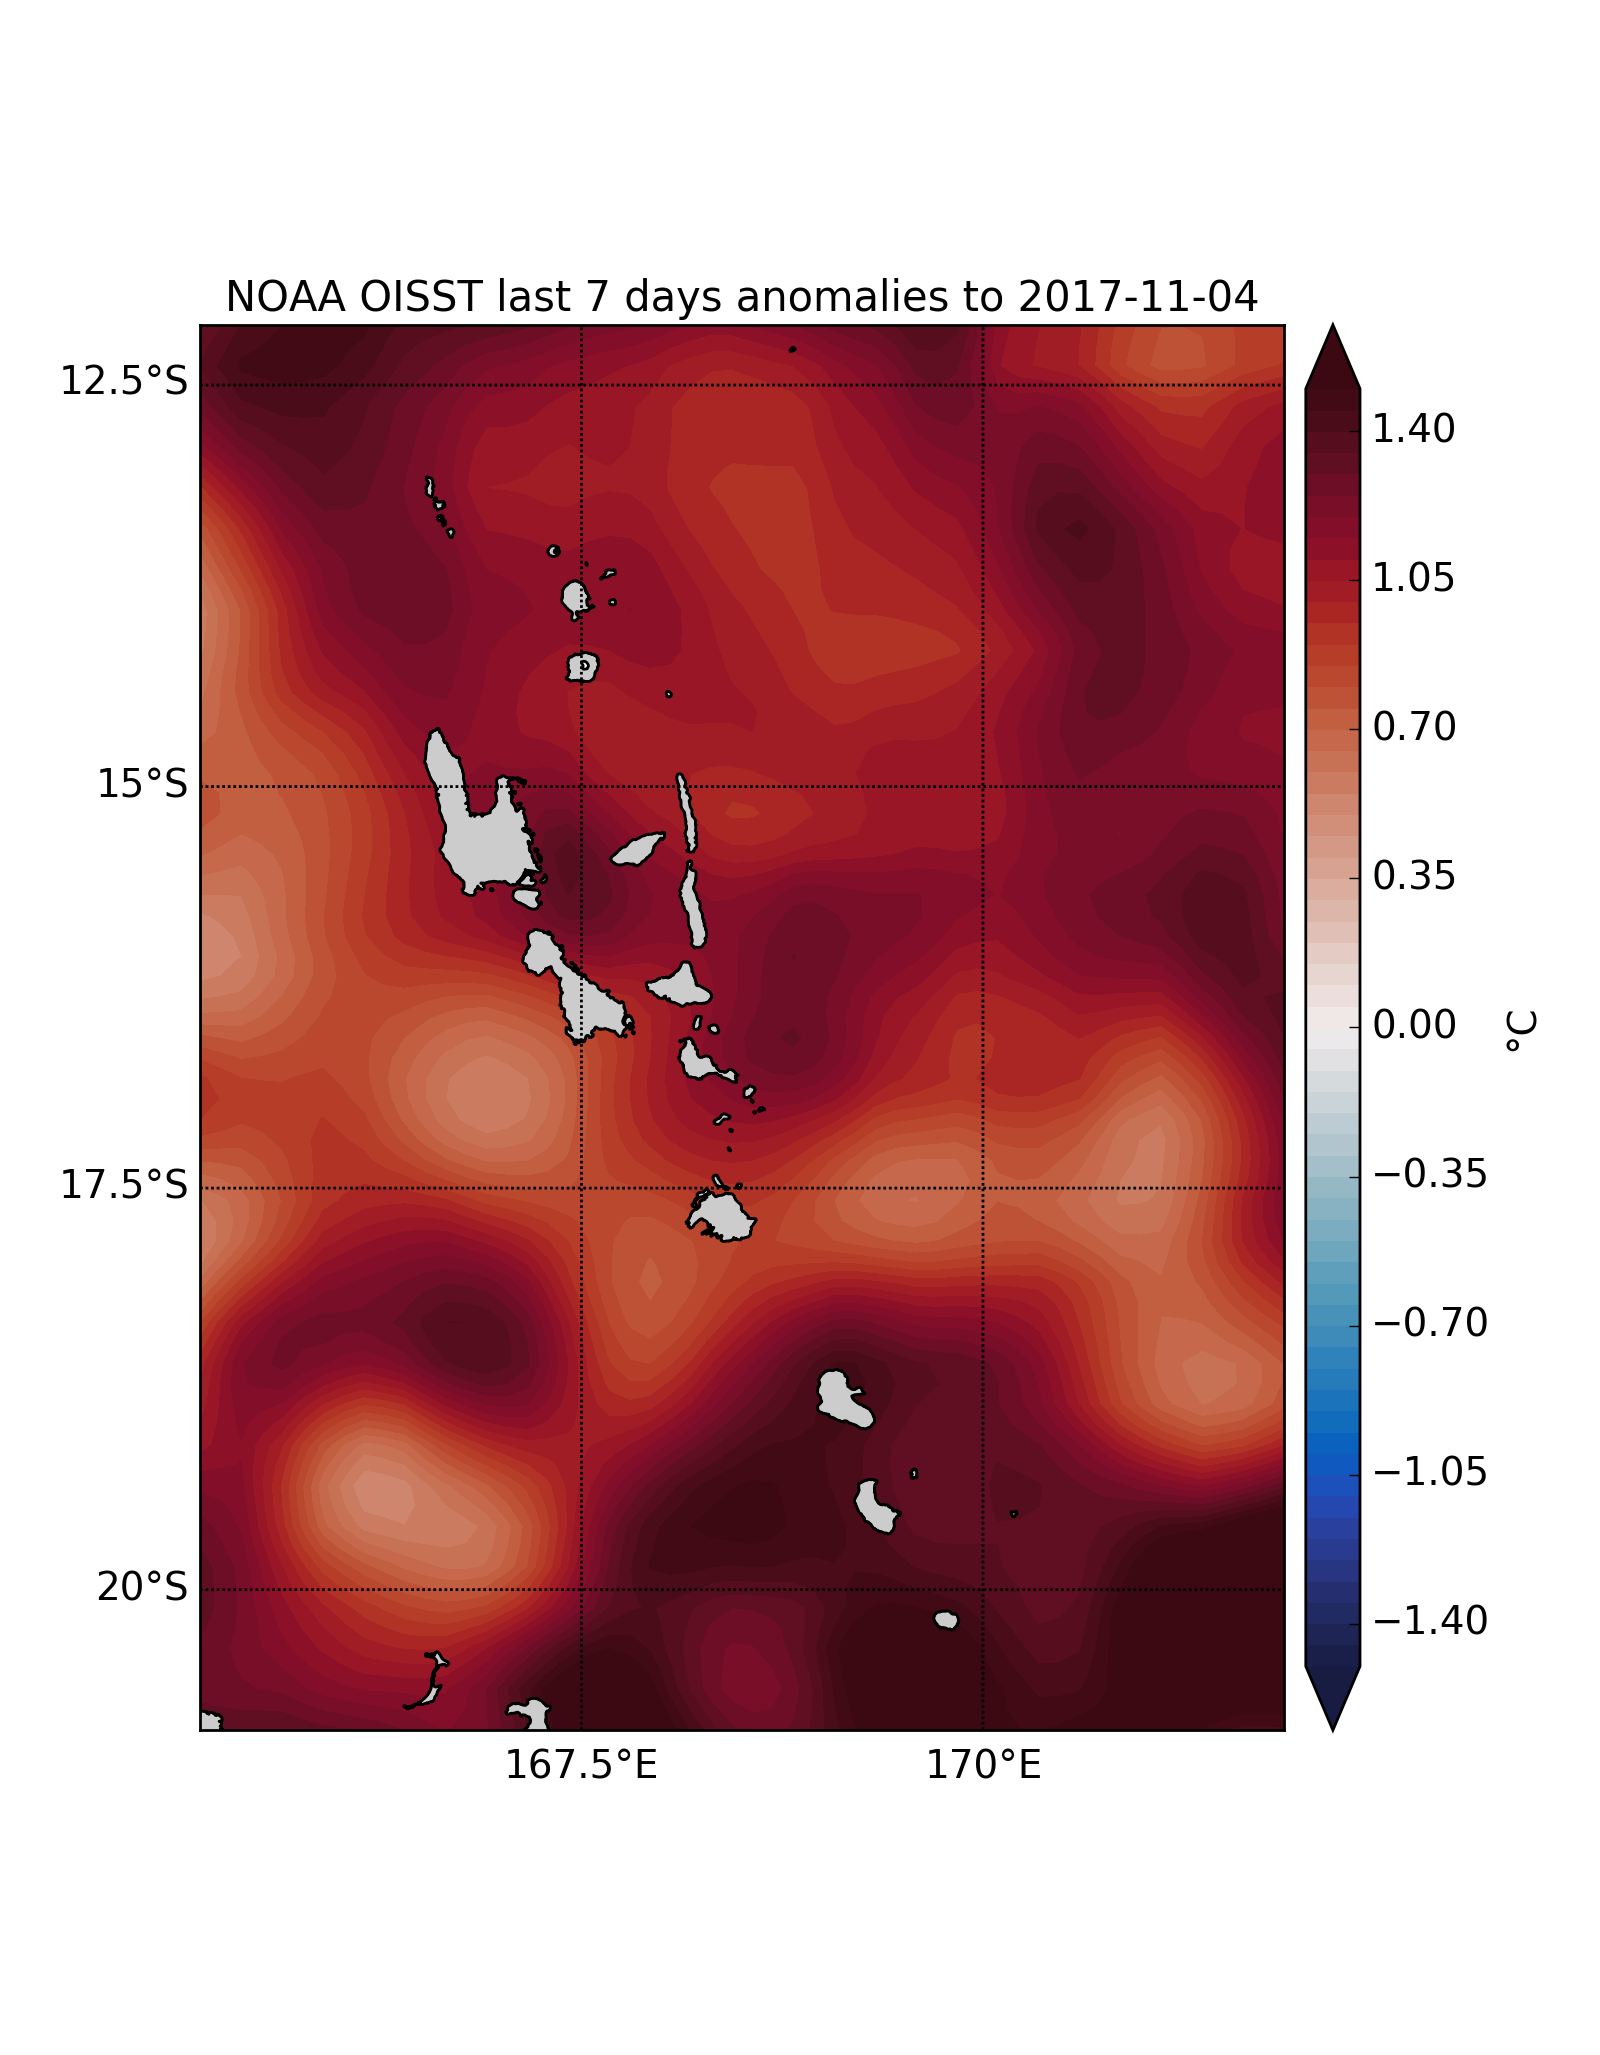 NOAA OISST last 7 days anomalies to 2017-11-04
12.5°S
15°S
17.5°S
20°S
167.5°E
170°E
1.40
1.05
0.70
0.35
0.00
−0.35
−0.70
−1.05
−1.40
°C